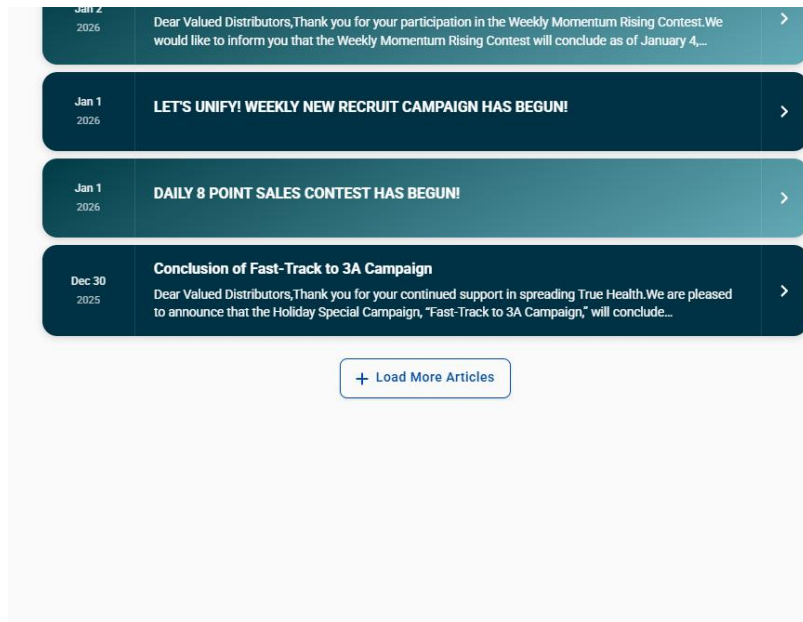 Jan 2
2026
Dear Valued Distributors,Thank you for your participation in the Weekly Momentum Rising Contest.We
would like to inform you that the Weekly Momentum Rising Contest will conclude as of January 4,...
Jan 1
2026
LET'S UNIFY! WEEKLY NEW RECRUIT CAMPAIGN HAS BEGUN!
Jan 1
2026
DAILY 8 POINT SALES CONTEST HAS BEGUN!
Dec 30
2025
Conclusion of Fast-Track to 3A Campaign
Dear Valued Distributors,Thank you for your continued support in spreading True Health.We are pleased
to announce that the Holiday Special Campaign, “Fast-Track to 3A Campaign,” will conclude...
+ Load More Articles